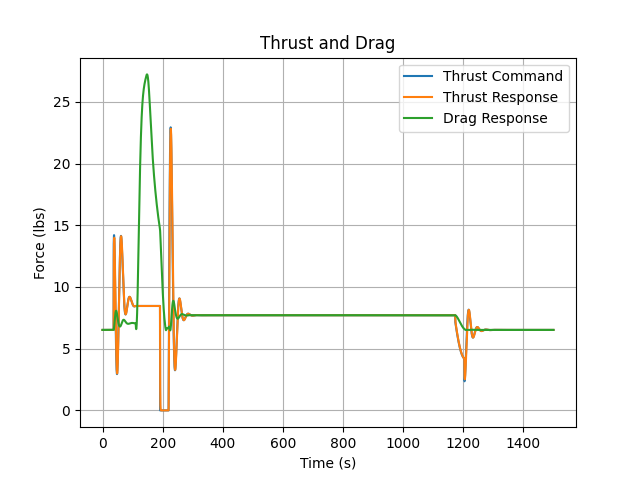 Thrust and Drag
Thrust Command
Thrust Response
Drag Response
Force (lbs)
25
20
15
10
5
0
0 200 400 600 800 1000 1200 1400
Time (s)